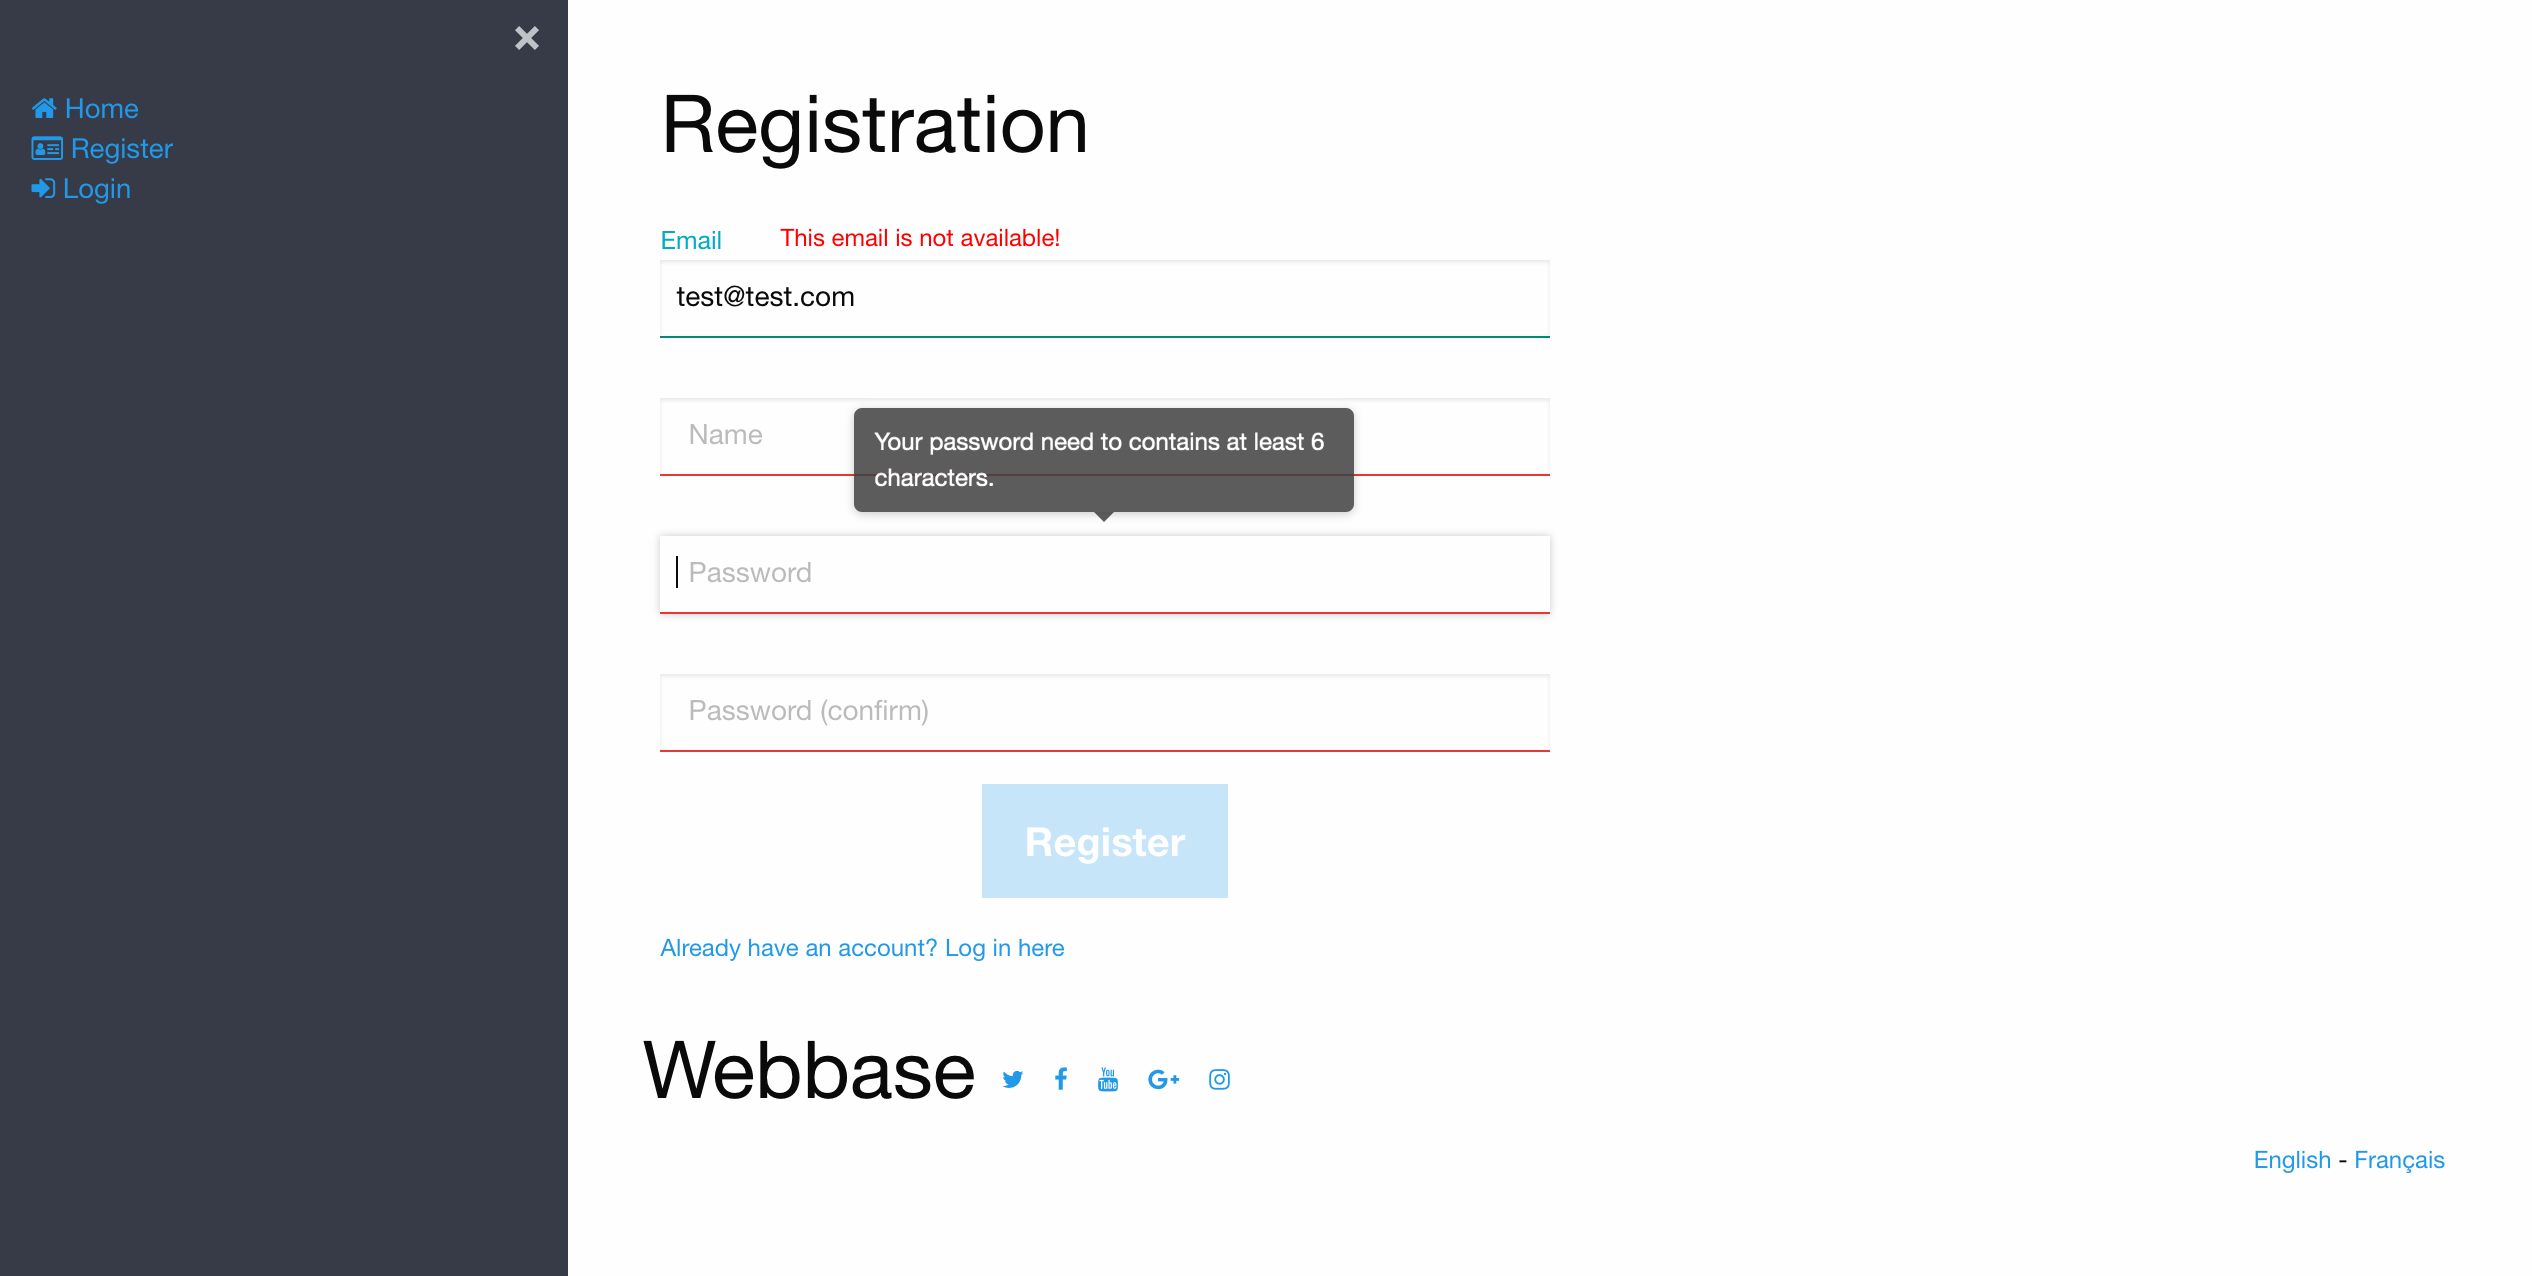 Home
Register
Login
Registration
Email This email is not available!
test@test.com
Name
Your password need to contains at least 6
characters.
Password
Password (confirm)
Register
Already have an account? Log in here
Webbase
You
Tube
G+
English - Français